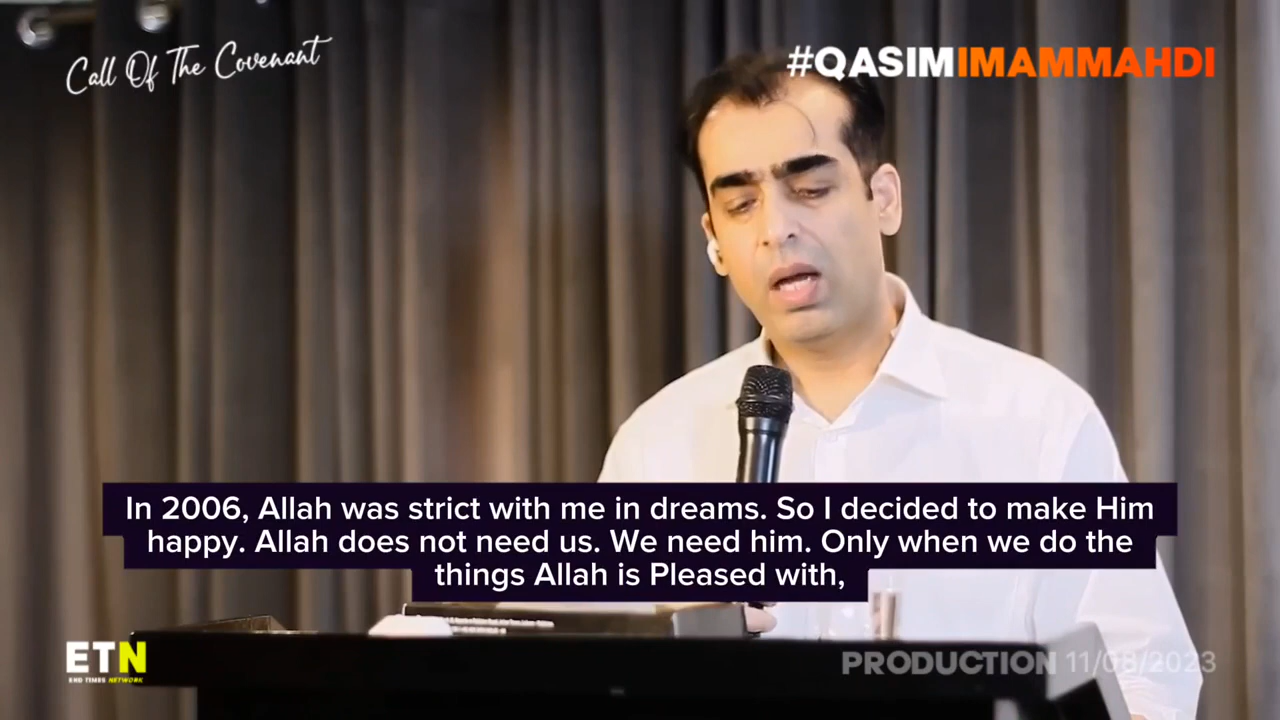 Call Of The Covenant
#QASIMIMAMMAHDI
In 2006, Allah was strict with me in dreams. So I decided to make Him
happy. Allah does not need us. We need him. Only when we do the
things Allah is Pleased with,
ETN
END TIMES NETWORK
PRODUCTION 11/08/2023